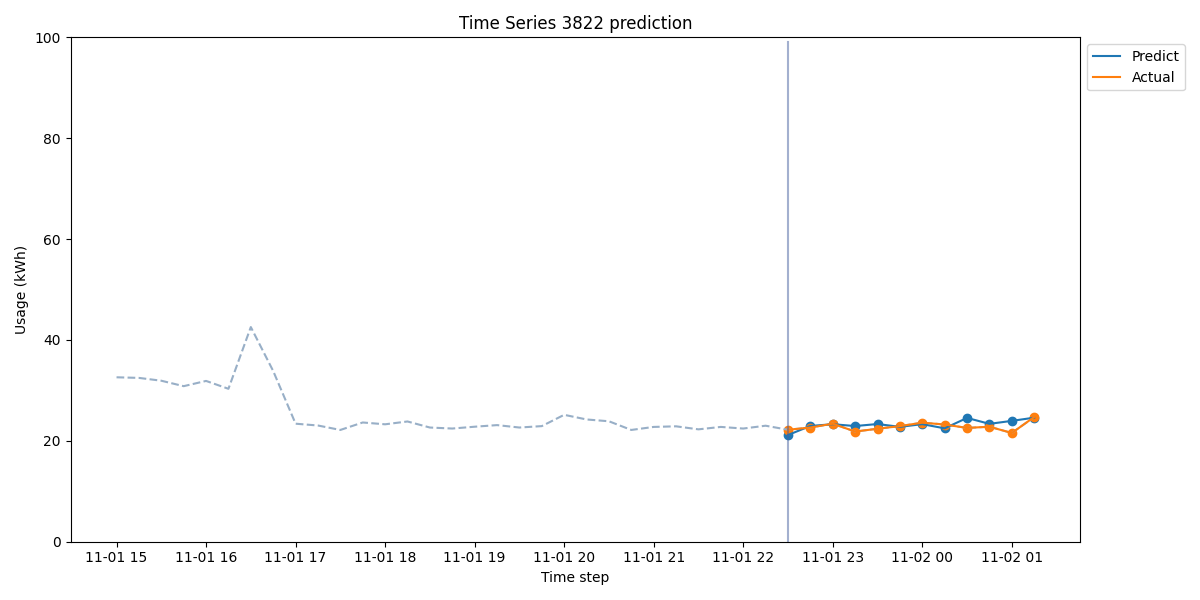 Time Series 3822 prediction
Predict
Actual
Usage (kWh)
100
80
60
40
20
0
11-01 15 11-01 16 11-01 17 11-01 18 11-01 19 11-01 20 11-01 21 11-01 22 11-01 23 11-02 00 11-02 01
Time step